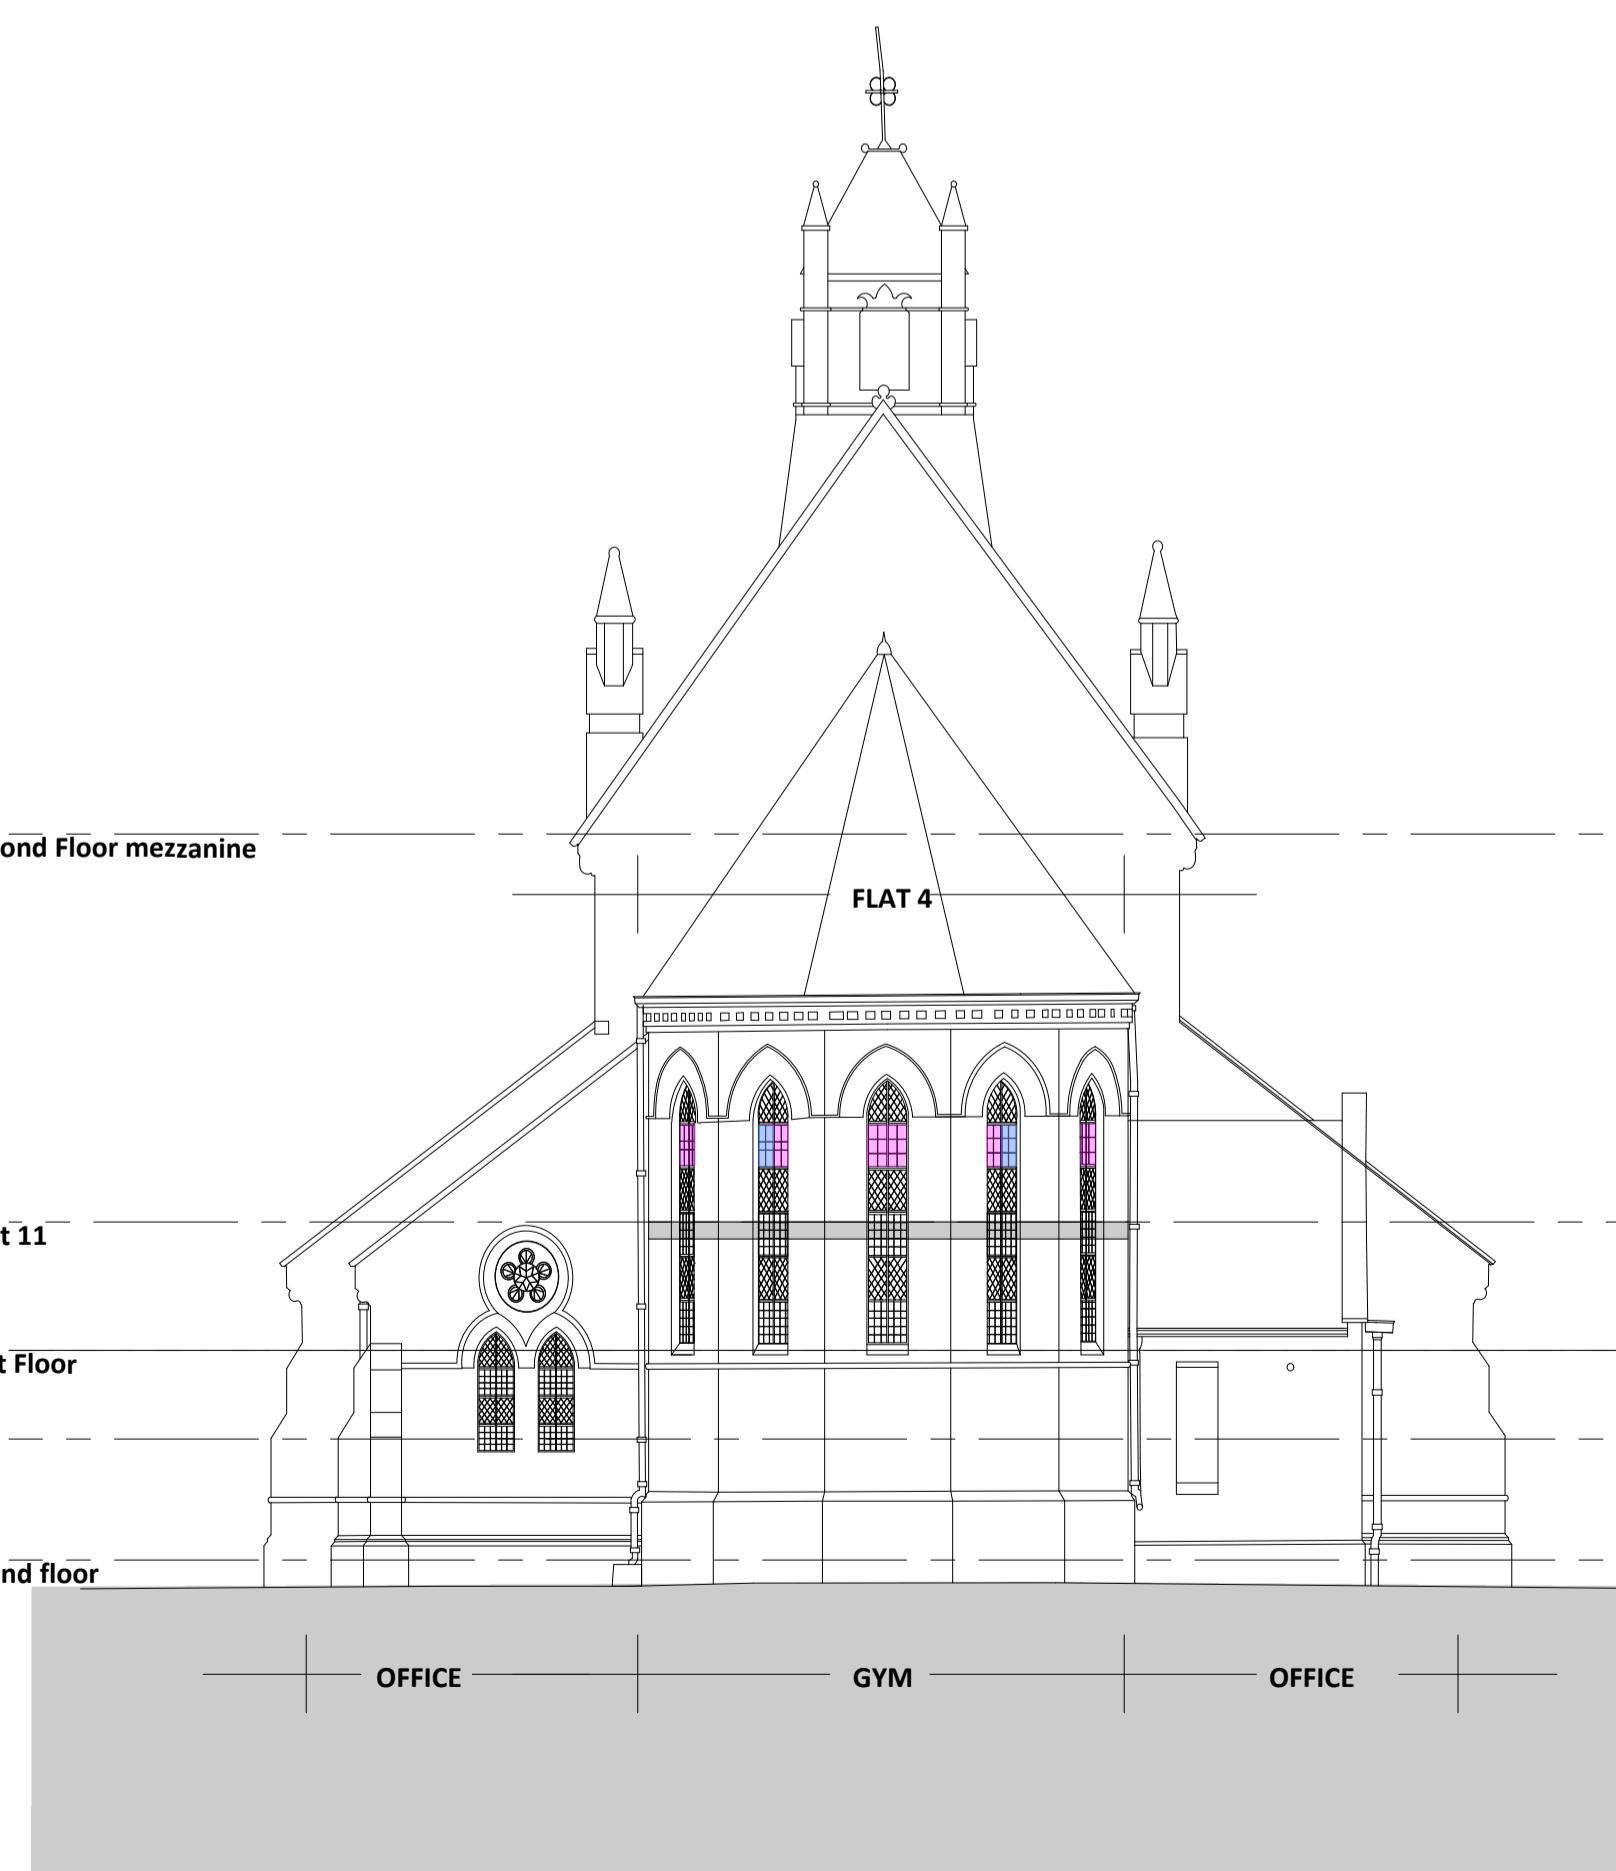 ond Floor mezzanine
FLAT 4
t 11
t Floor
nd floor
OFFICE
GYM
OFFICE